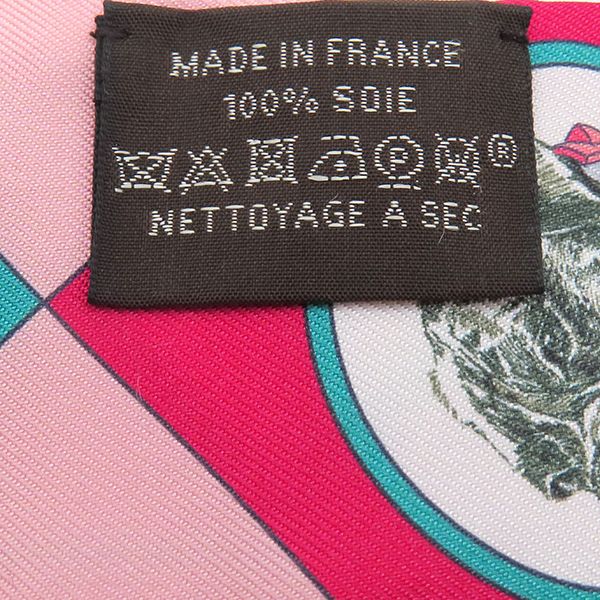 MADE IN FRANCE
100% SOIE
P W ®
NETTOYAGE A SEC